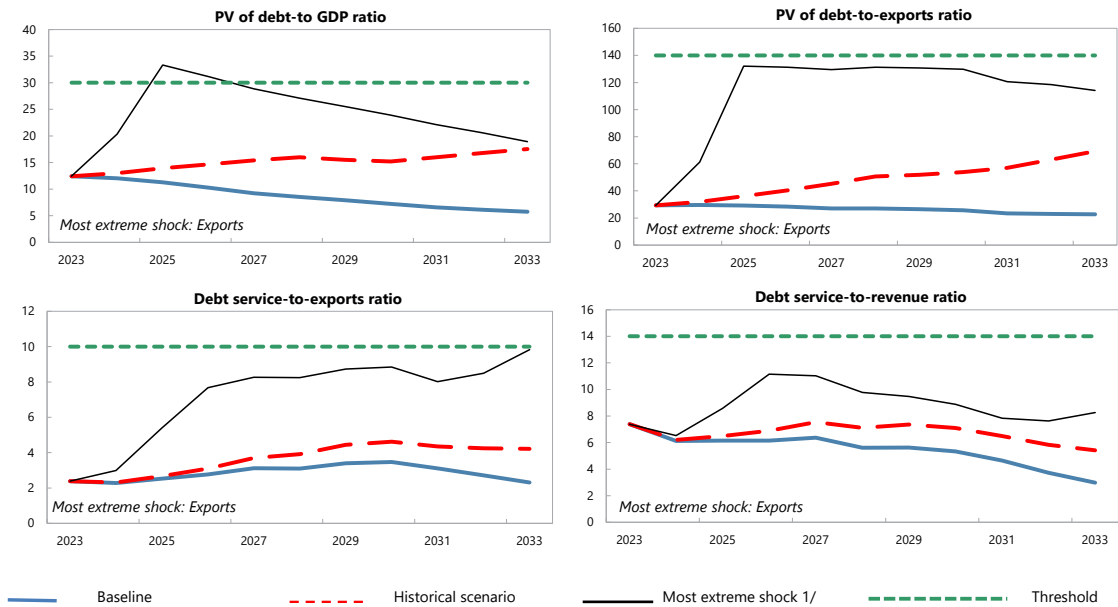 PV of debt-to GDP ratio
40
35
30
25
20
15
10
5
0
Most extreme shock: Exports
2023 2025 2027 2029 2031 2033
PV of debt-to-exports ratio
160
140
120
100
80
60
40
20
0
Most extreme shock: Exports
2023 2025 2027 2029 2031 2033
Debt service-to-exports ratio
12
10
8
6
4
2
0
Most extreme shock: Exports
2023 2025 2027 2029 2031 2033
Debt service-to-revenue ratio
16
14
12
10
8
6
4
2
0
Most extreme shock: Exports
2023 2025 2027 2029 2031 2033
Baseline Historical scenario Most extreme shock 1/ Threshold